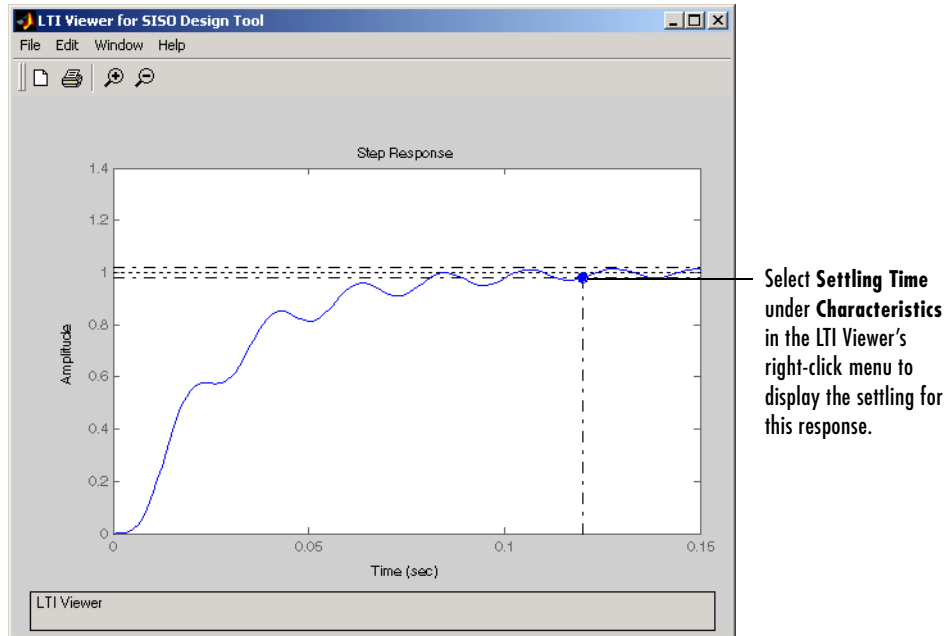 LTI Viewer for SISO Design Tool
File Edit Window Help
Step Response
1.4
1.2
1
0.8
0.6
0.4
0.2
0
Amplitude
0 0.05 0.1 0.15
Time (sec)
LTI Viewer
Select Settling Time
under Characteristics
in the LTI Viewer's
right-click menu to
display the settling for
this response.